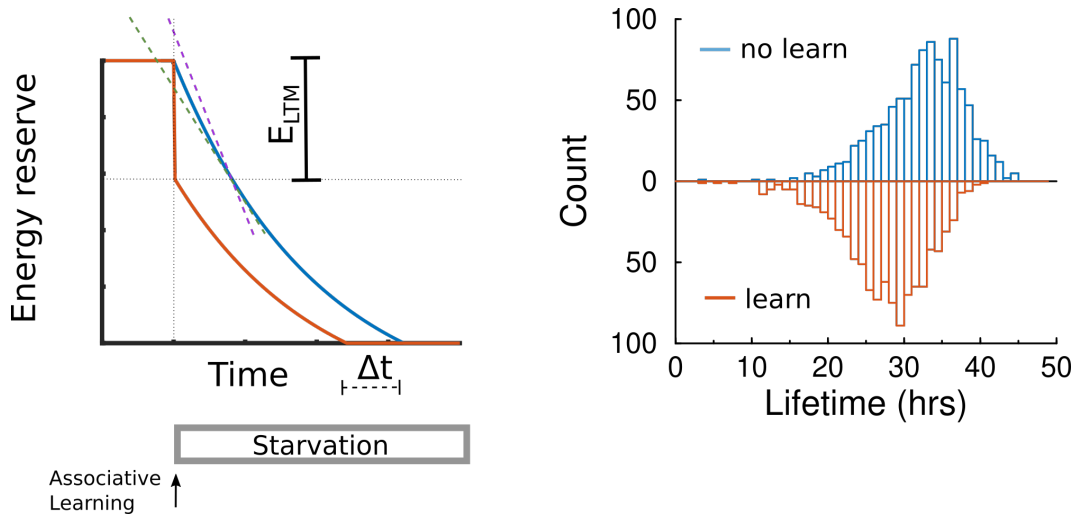 Energy reserve
E_LTM
Time
Δt
Starvation
Associative
Learning
100
50
0
50
100
Count
no learn
learn
0
10
20
30
40
50
Lifetime (hrs)